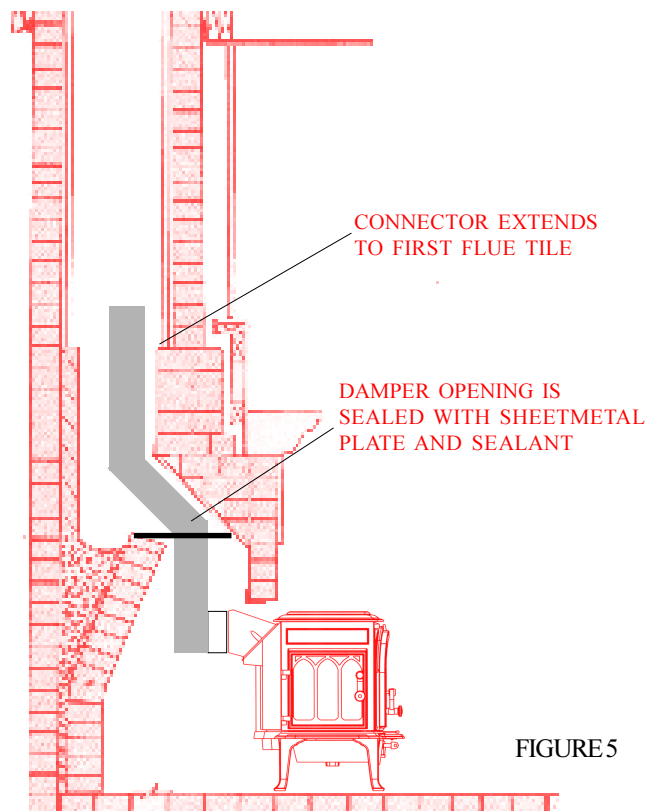 CONNECTOR EXTENDS
TO FIRST FLUE TILE
DAMPER OPENING IS
SEALED WITH SHEETMETAL
PLATE AND SEALANT
FIGURE 5